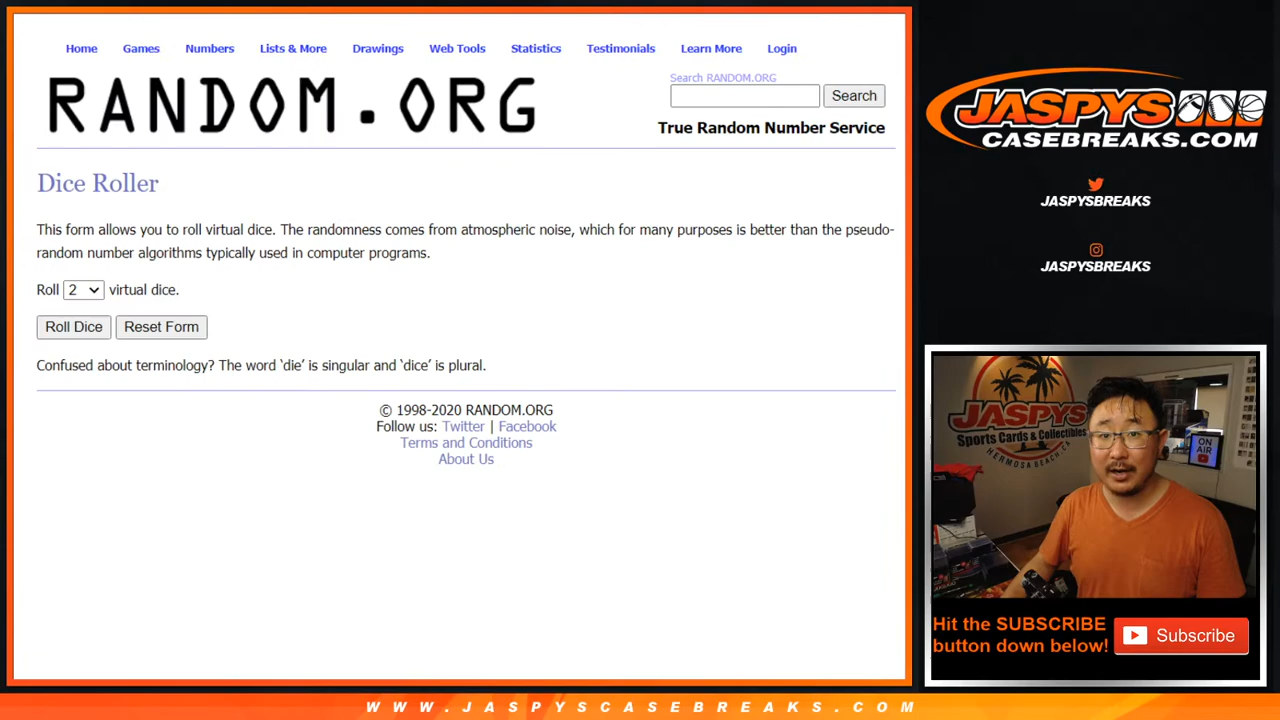 Home Games Numbers Lists & More Drawings Web Tools Statistics Testimonials Learn More Login
RANDOM.ORG
Search RANDOM.ORG
Search
True Random Number Service
Dice Roller
This form allows you to roll virtual dice. The randomness comes from atmospheric noise, which for many purposes is better than the pseudo-
random number algorithms typically used in computer programs.
Roll 2 virtual dice.
Roll Dice Reset Form
Confused about terminology? The word ‘die’ is singular and ‘dice’ is plural.
© 1998-2020 RANDOM.ORG
Follow us: Twitter | Facebook
Terms and Conditions
About Us
JASPYS
CASEBREAKS.COM
JASPYSBREAKS
JASPYSBREAKS
JASPYS
Sports Cards & Collectibles
HERMOSA BEACH, CA
ON
AIR
Hit the SUBSCRIBE
button down below!
Subscribe
WWW.JASPYSCASEBREAKS.COM